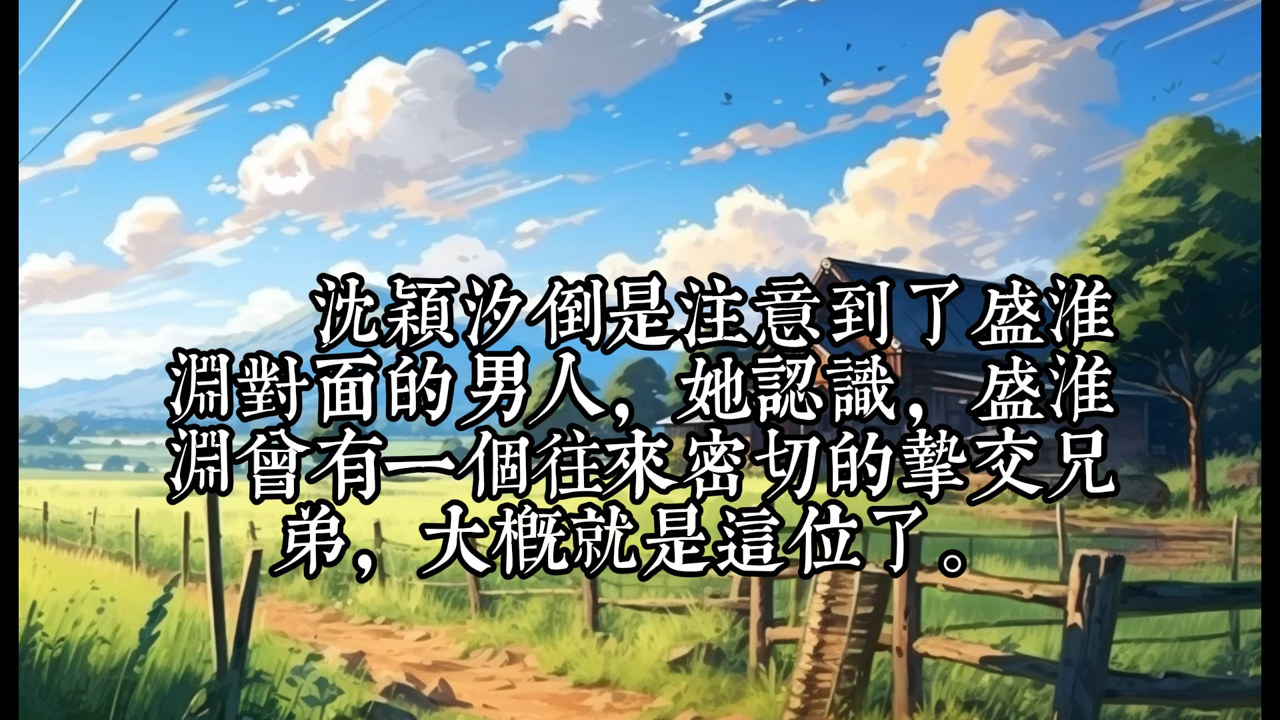 沈穎汐倒是注意到了盛淮
淵對面的男人，她認識，盛淮
淵曾有一個往來密切的摯交兄
弟，大概就是這位了。